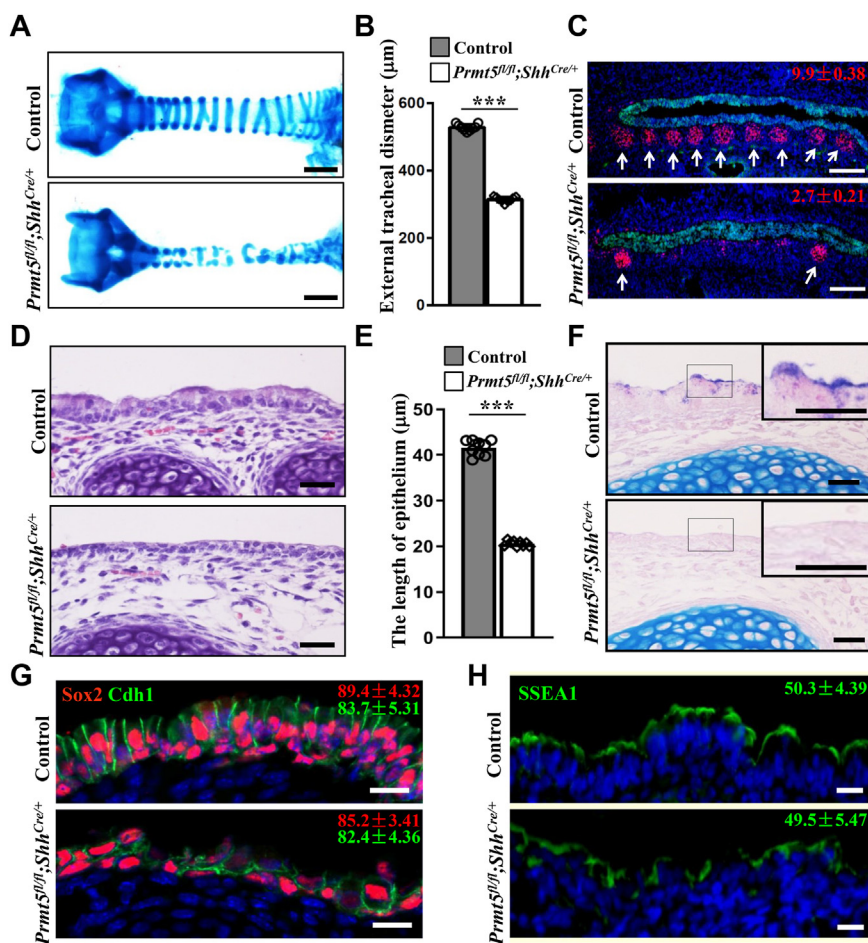 A
Control
Prmt5fl/fl;ShhCre/+
B
Control
Prmt5fl/fl;ShhCre/+
External tracheal dismeter (μm)
***
600
400
200
0
C
Control
9.9±0.38
Prmt5fl/fl;ShhCre/+
2.7±0.21
D
Control
Prmt5fl/fl;ShhCre/+
E
Control
Prmt5fl/fl;ShhCre/+
The length of epithelium (μm)
***
50
40
30
20
10
0
F
Control
Prmt5fl/fl;ShhCre/+
G
Sox2 Cdh1
89.4±4.32
83.7±5.31
Control
85.2±3.41
82.4±4.36
Prmt5fl/fl;ShhCre/+
H
SSEA1
50.3±4.39
Control
49.5±5.47
Prmt5fl/fl;ShhCre/+